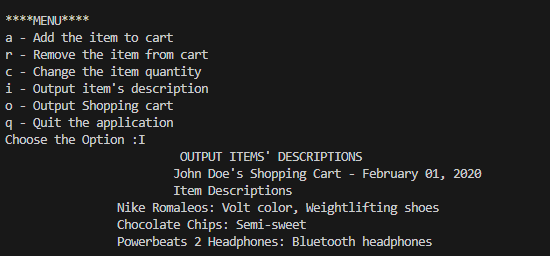 ****MENU****
a - Add the item to cart
r - Remove the item from cart
c - Change the item quantity
i - Output item's description
o - Output Shopping cart
q - Quit the application
Choose the Option :I
OUTPUT ITEMS' DESCRIPTIONS
John Doe's Shopping Cart - February 01, 2020
Item Descriptions
Nike Romaleos: Volt color, Weightlifting shoes
Chocolate Chips: Semi-sweet
Powerbeats 2 Headphones: Bluetooth headphones